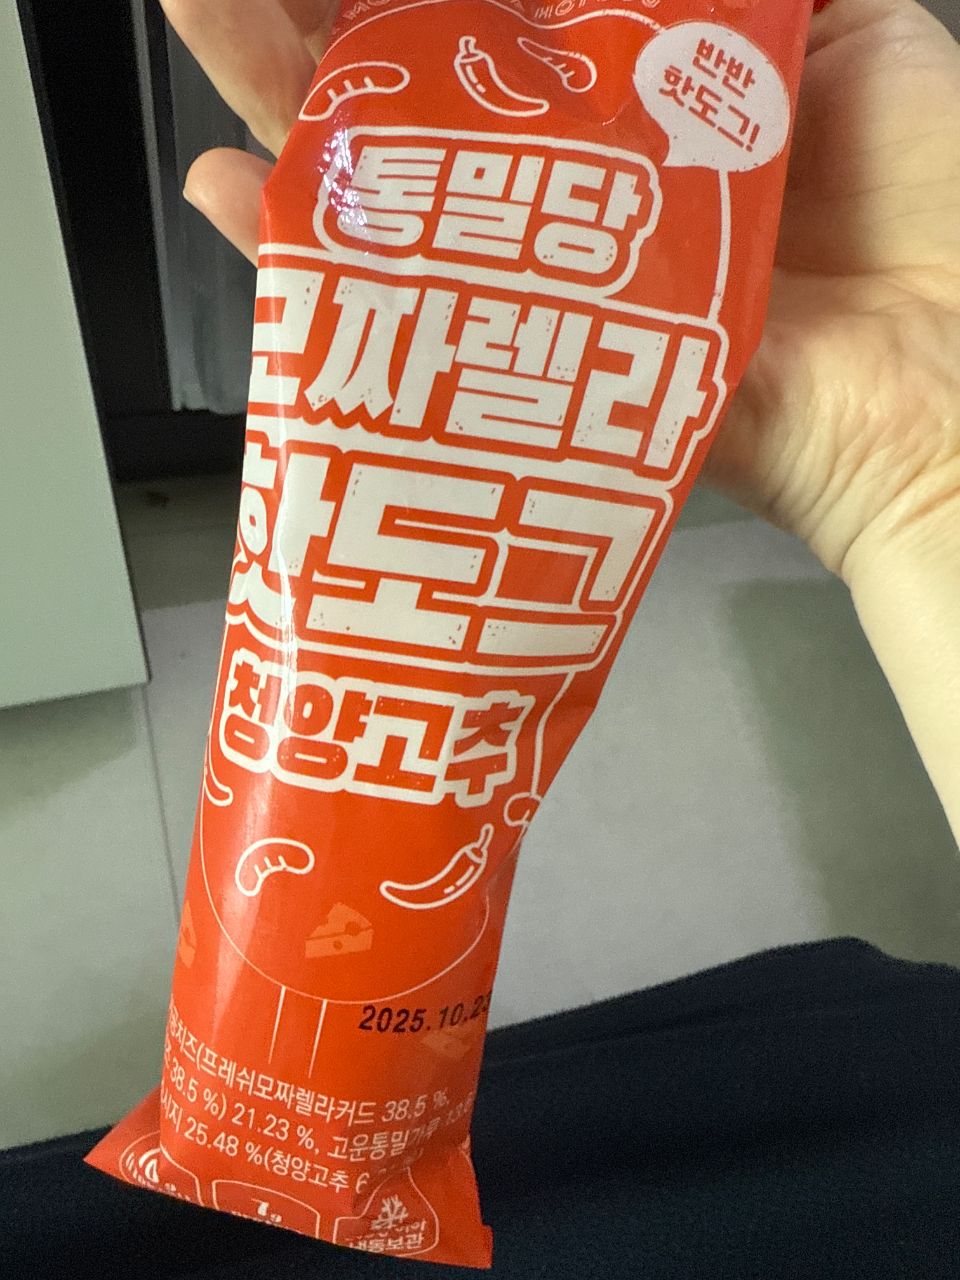 반반
핫도그!
통밀당
모짜렐라
핫도그
청양고추
2025.10.2
치즈(프레쉬모짜렐라커드 38.5 %,
38.5 %) 21.23 %, 고운통밀가루
25.48 %(청양고추
냉동보관